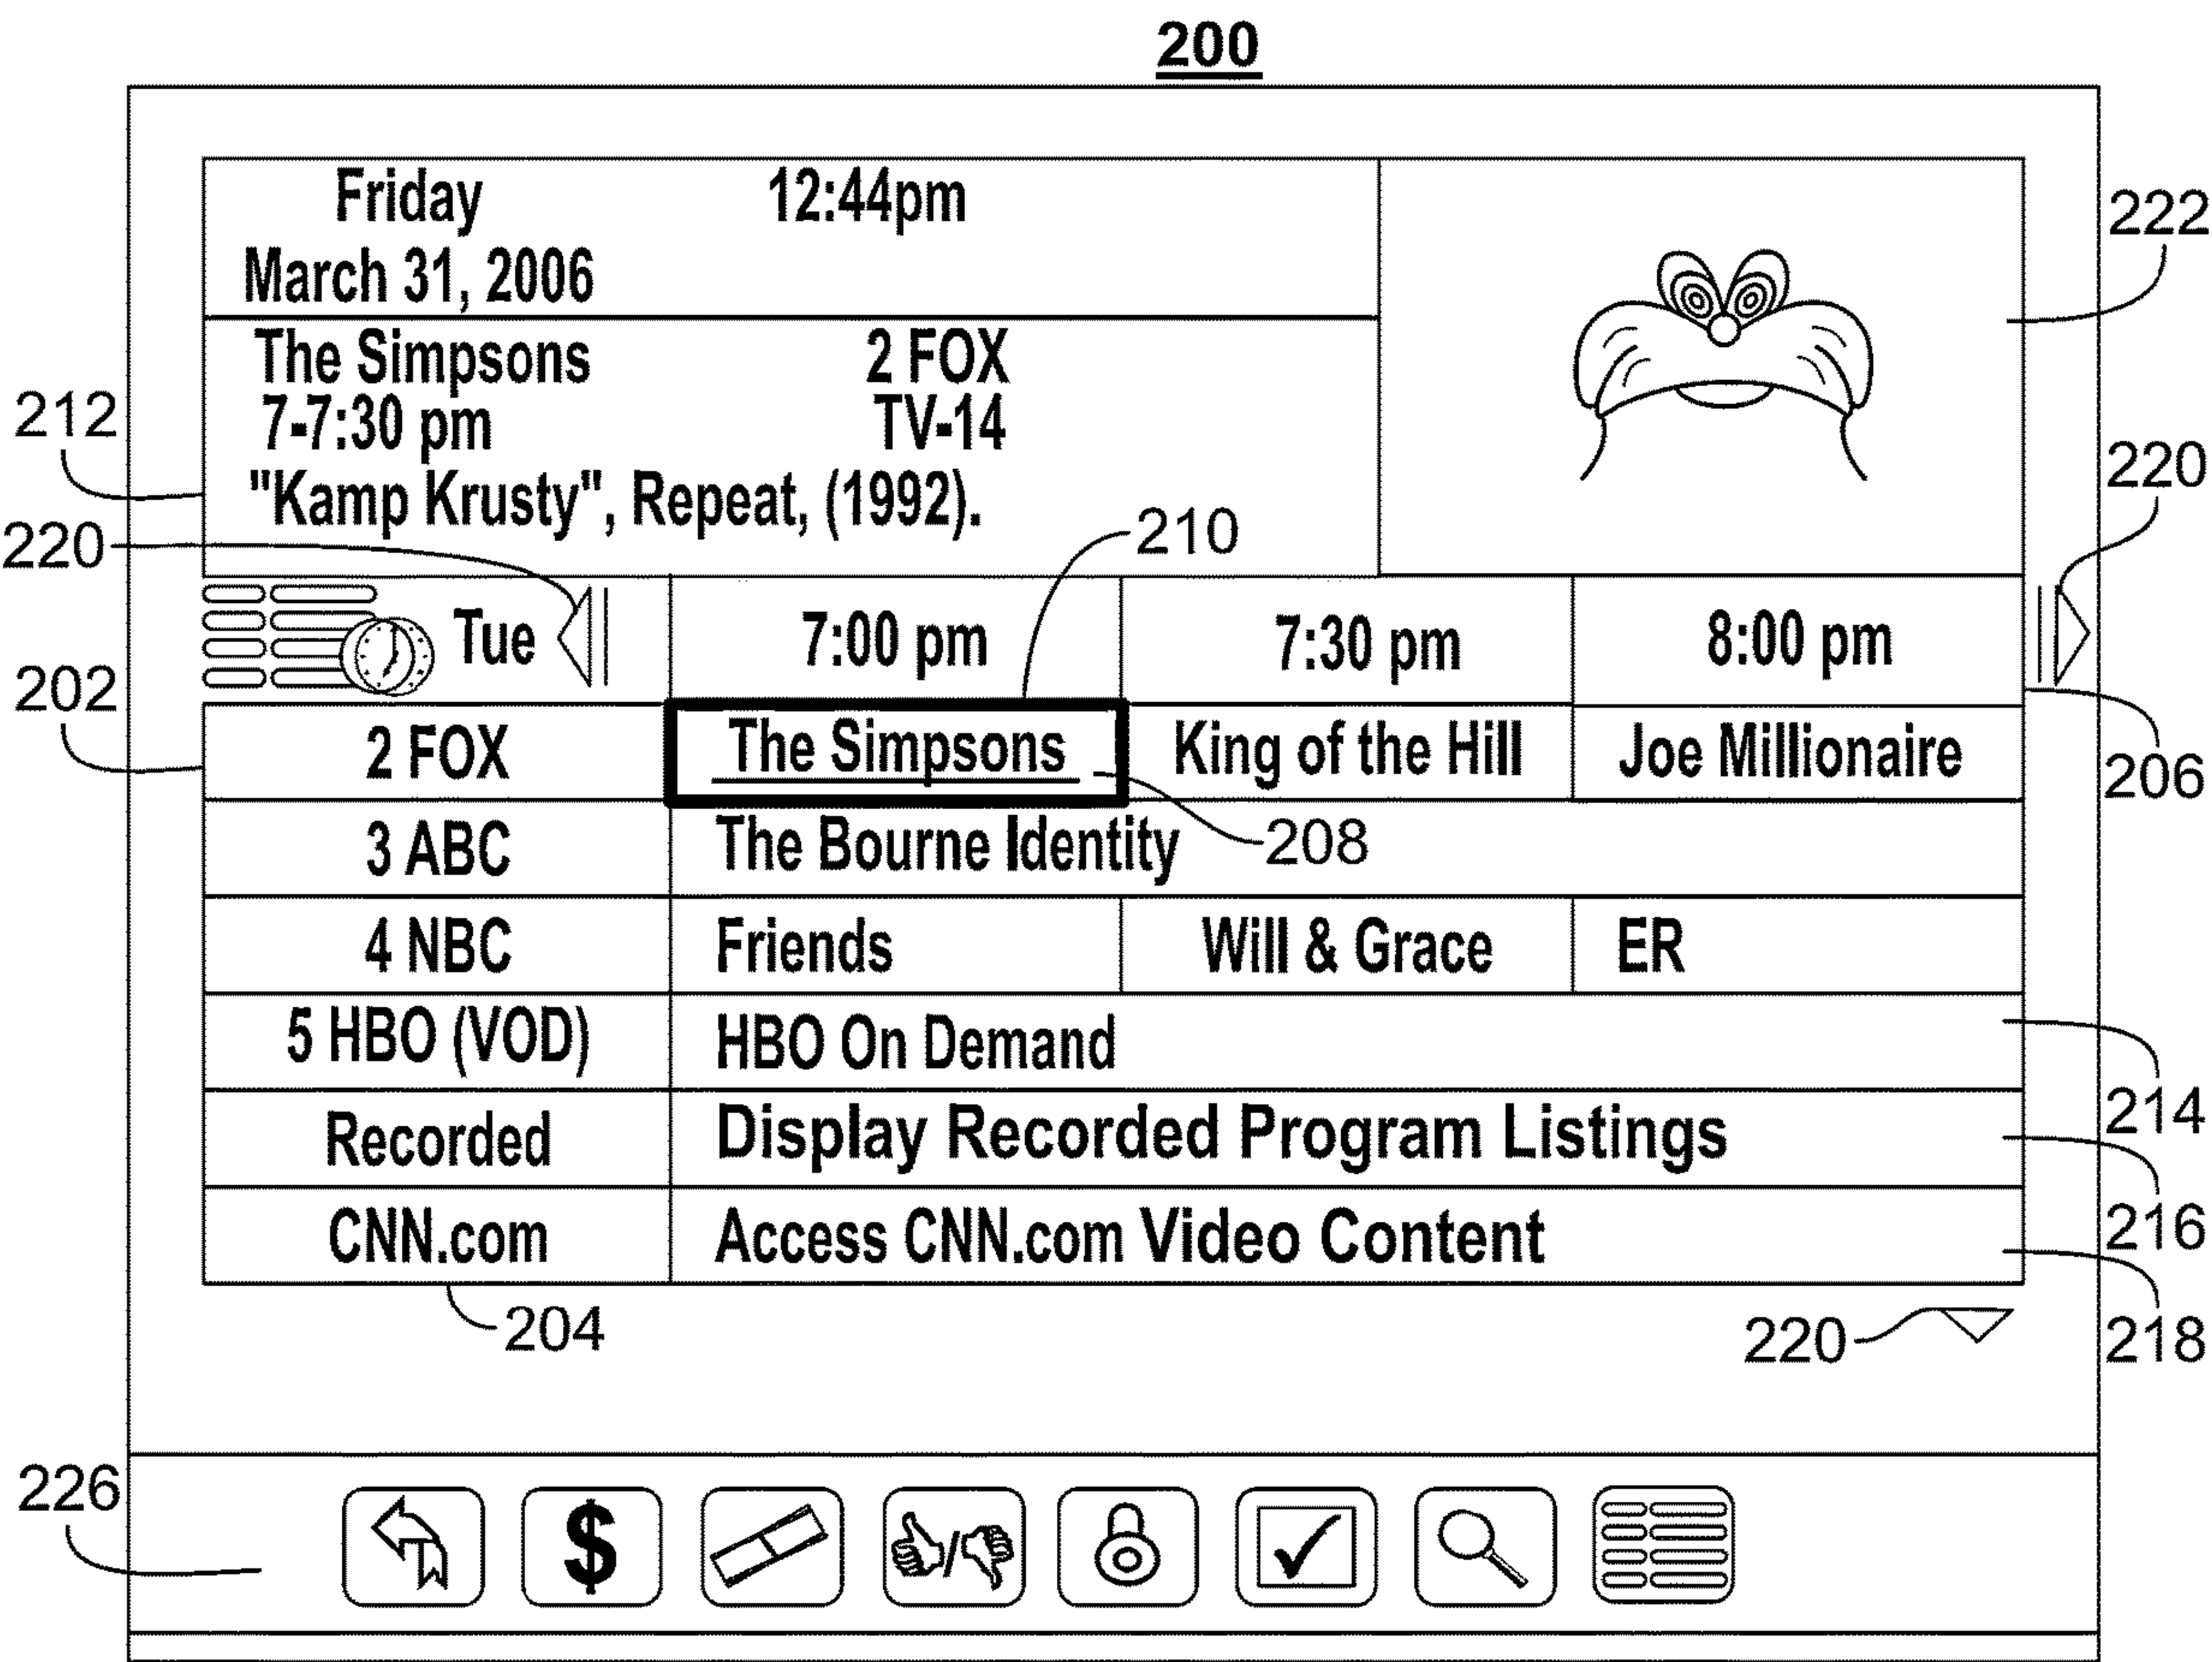 200
Friday 12:44pm
March 31, 2006
222
The Simpsons 2 FOX
212 7-7:30 pm TV-14
220
"Kamp Krusty", Repeat, (1992).
220 210
Tue 7:00 pm 7:30 pm 8:00 pm
202
2 FOX The Simpsons King of the Hill Joe Millionaire
206
3 ABC The Bourne Identity 208
4 NBC Friends Will & Grace ER
5 HBO (VOD) HBO On Demand
214
Recorded Display Recorded Program Listings
216
CNN.com Access CNN.com Video Content
204 220 218
226
$ /